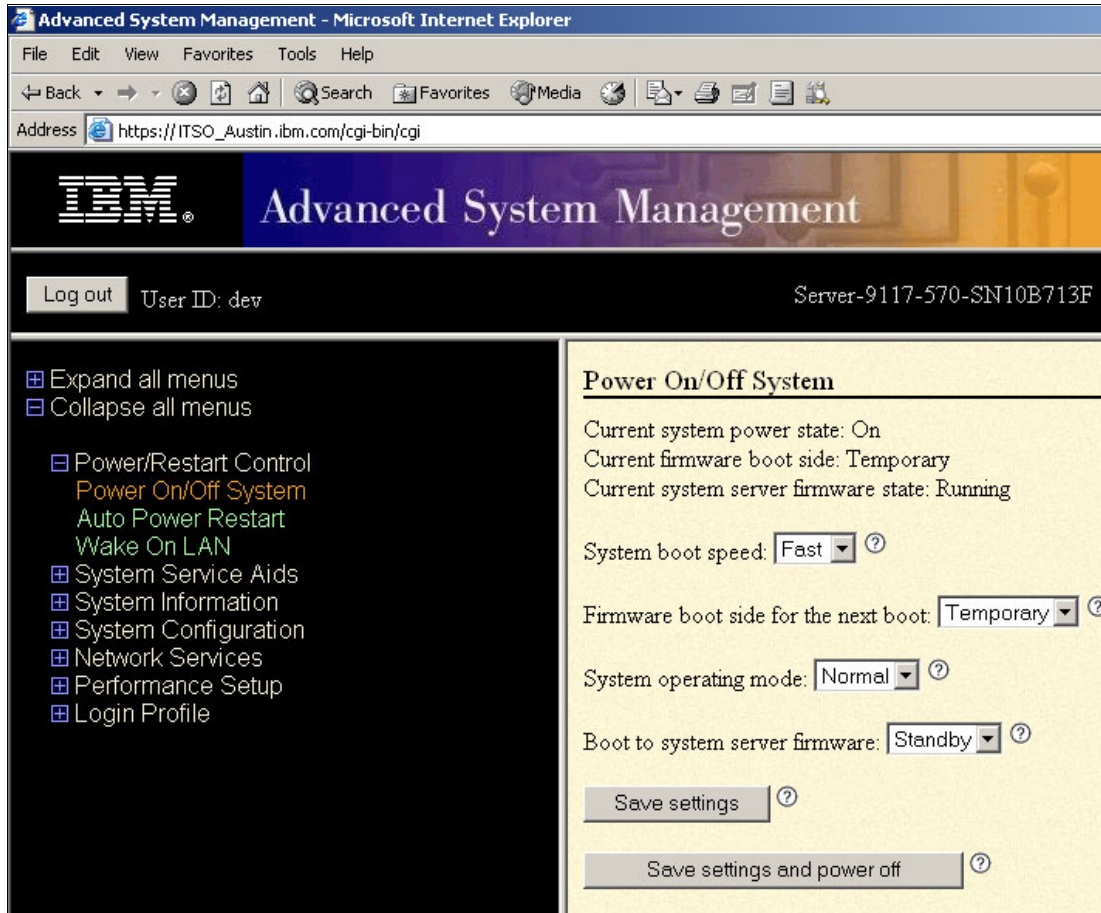 Advanced System Management - Microsoft Internet Explorer
File Edit View Favorites Tools Help
Back Search Favorites Media
Address https://ITSO_Austin.ibm.com/cgi-bin/cgi
IBM® Advanced System Management
Log out User ID: dev Server-9117-570-SN10B713F
Expand all menus
Collapse all menus
Power/Restart Control
Power On/Off System
Auto Power Restart
Wake On LAN
System Service Aids
System Information
System Configuration
Network Services
Performance Setup
Login Profile
Power On/Off System
Current system power state: On
Current firmware boot side: Temporary
Current system server firmware state: Running
System boot speed: Fast ?
Firmware boot side for the next boot: Temporary ?
System operating mode: Normal ?
Boot to system server firmware: Standby ?
Save settings ?
Save settings and power off ?